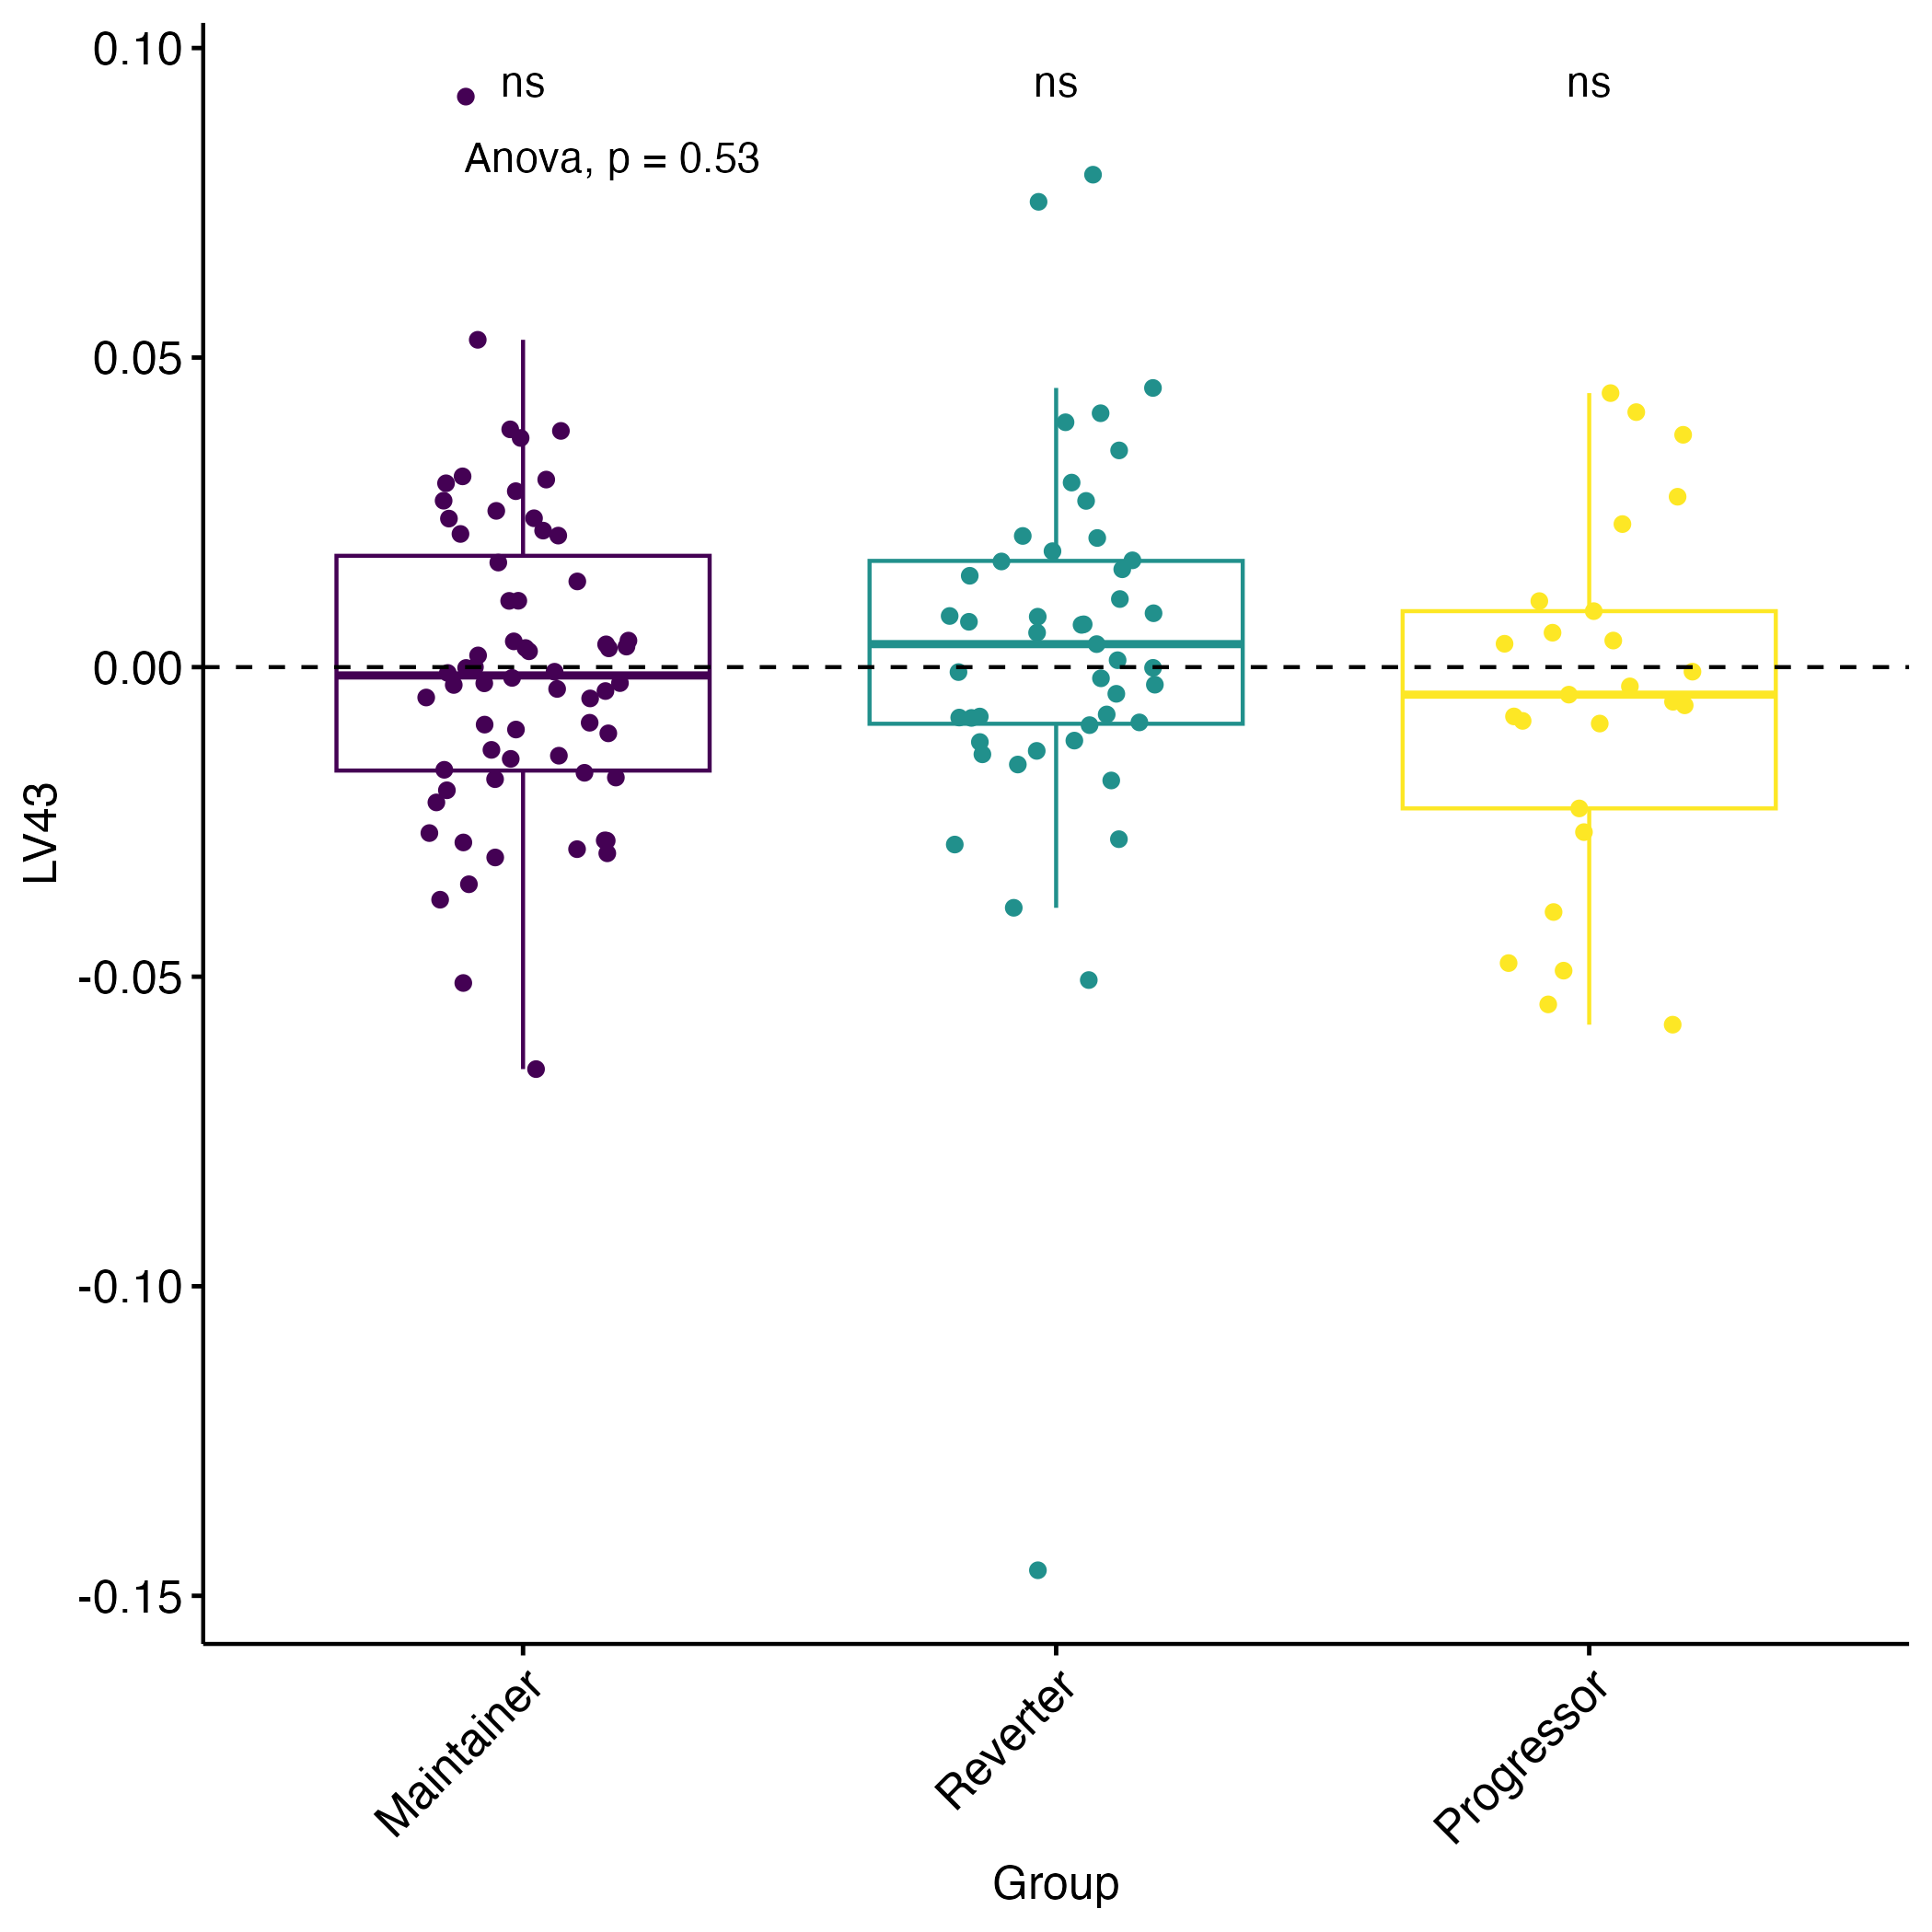 0.10
ns
ns
ns
Anova, p = 0.53
0.05
0.00
-0.05
-0.10
-0.15
LV43
Maintainer
Reverter
Progressor
Group